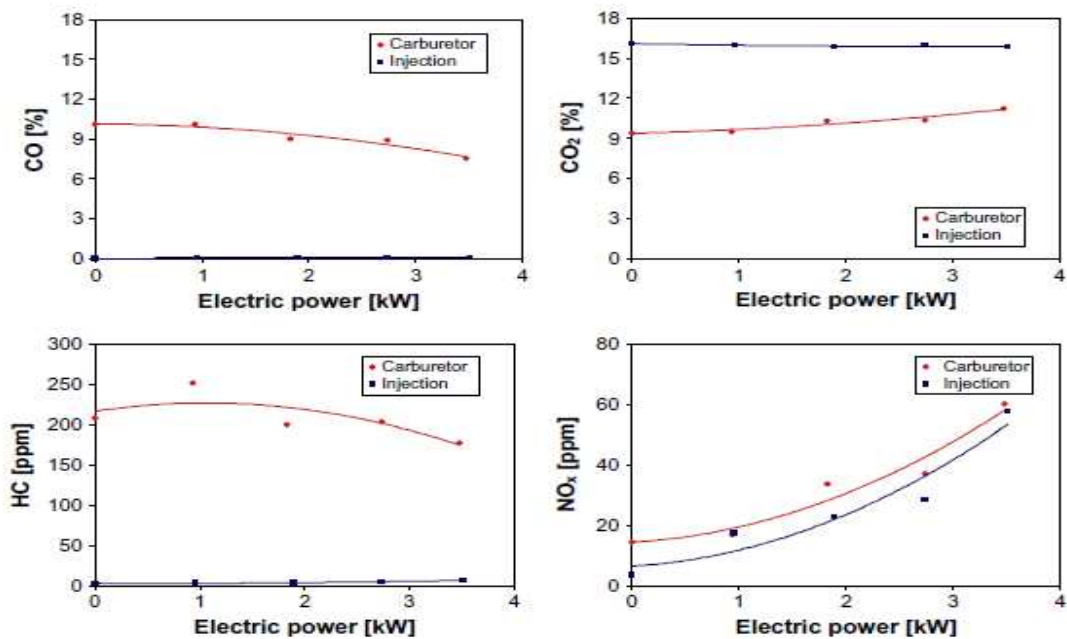 CO [%]
18
15
12
9
6
3
0
Carburetor
Injection
0 1 2 3 4
Electric power [kW]
CO₂ [%]
18
15
12
9
6
3
0
Carburetor
Injection
0 1 2 3 4
Electric power [kW]
HC [ppm]
300
250
200
150
100
50
0
Carburetor
Injection
0 1 2 3 4
Electric power [kW]
NOₓ [ppm]
80
60
40
20
0
Carburetor
Injection
0 1 2 3 4
Electric power [kW]